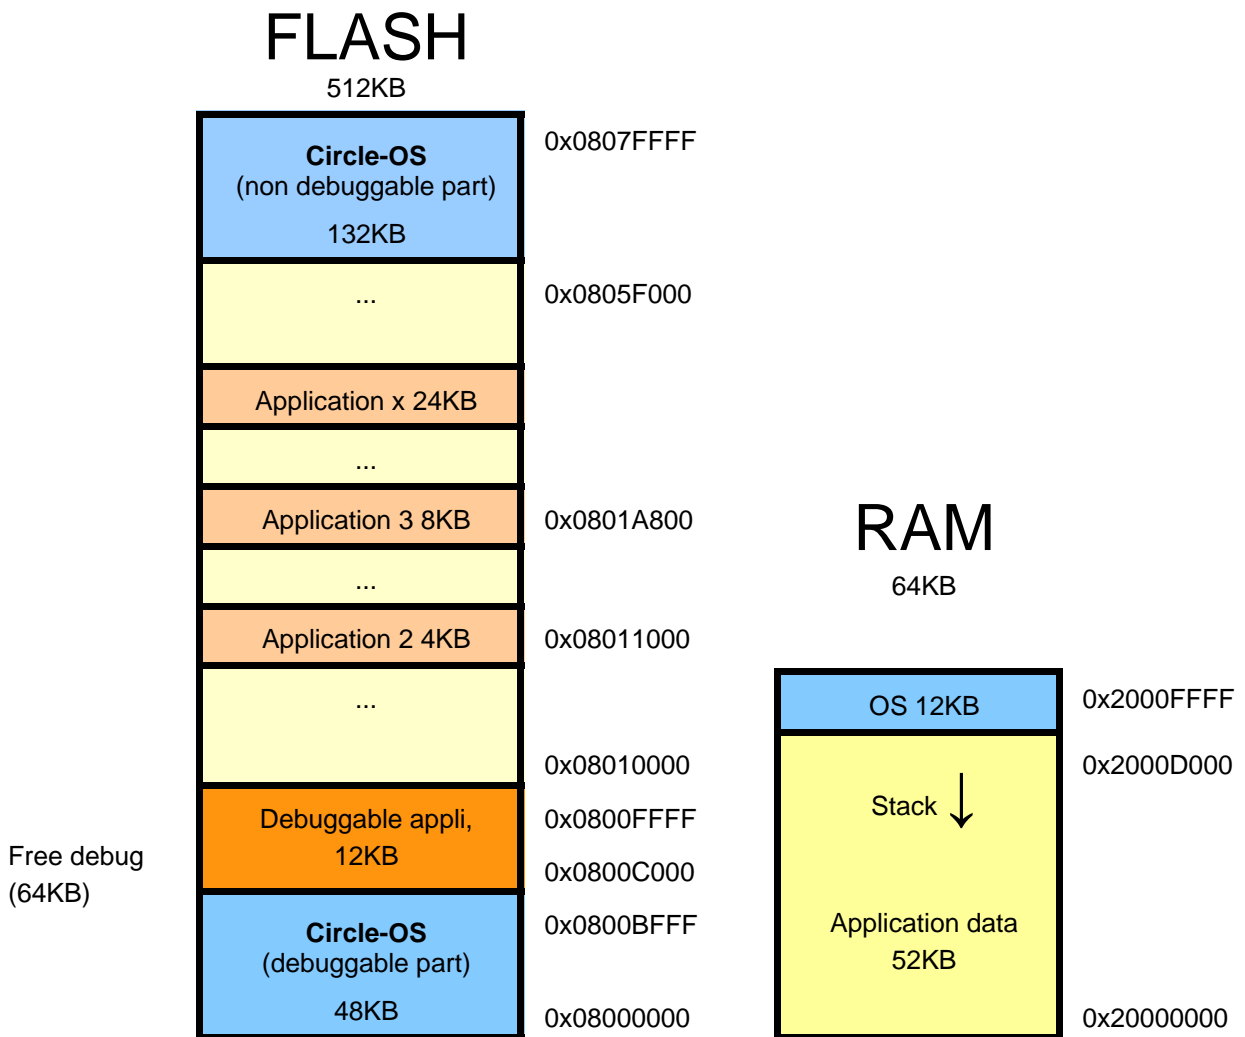 FLASH
512KB
Circle-OS
(non debuggable part)
132KB
0x0807FFFF
...
0x0805F000
Application x 24KB
...
Application 3 8KB
0x0801A800
...
Application 2 4KB
0x08011000
...
0x08010000
Debuggable appli,
12KB
0x0800FFFF
0x0800C000
Free debug
(64KB)
Circle-OS
(debuggable part)
48KB
0x0800BFFF
0x08000000
RAM
64KB
OS 12KB
0x2000FFFF
0x2000D000
Stack
Application data
52KB
0x20000000